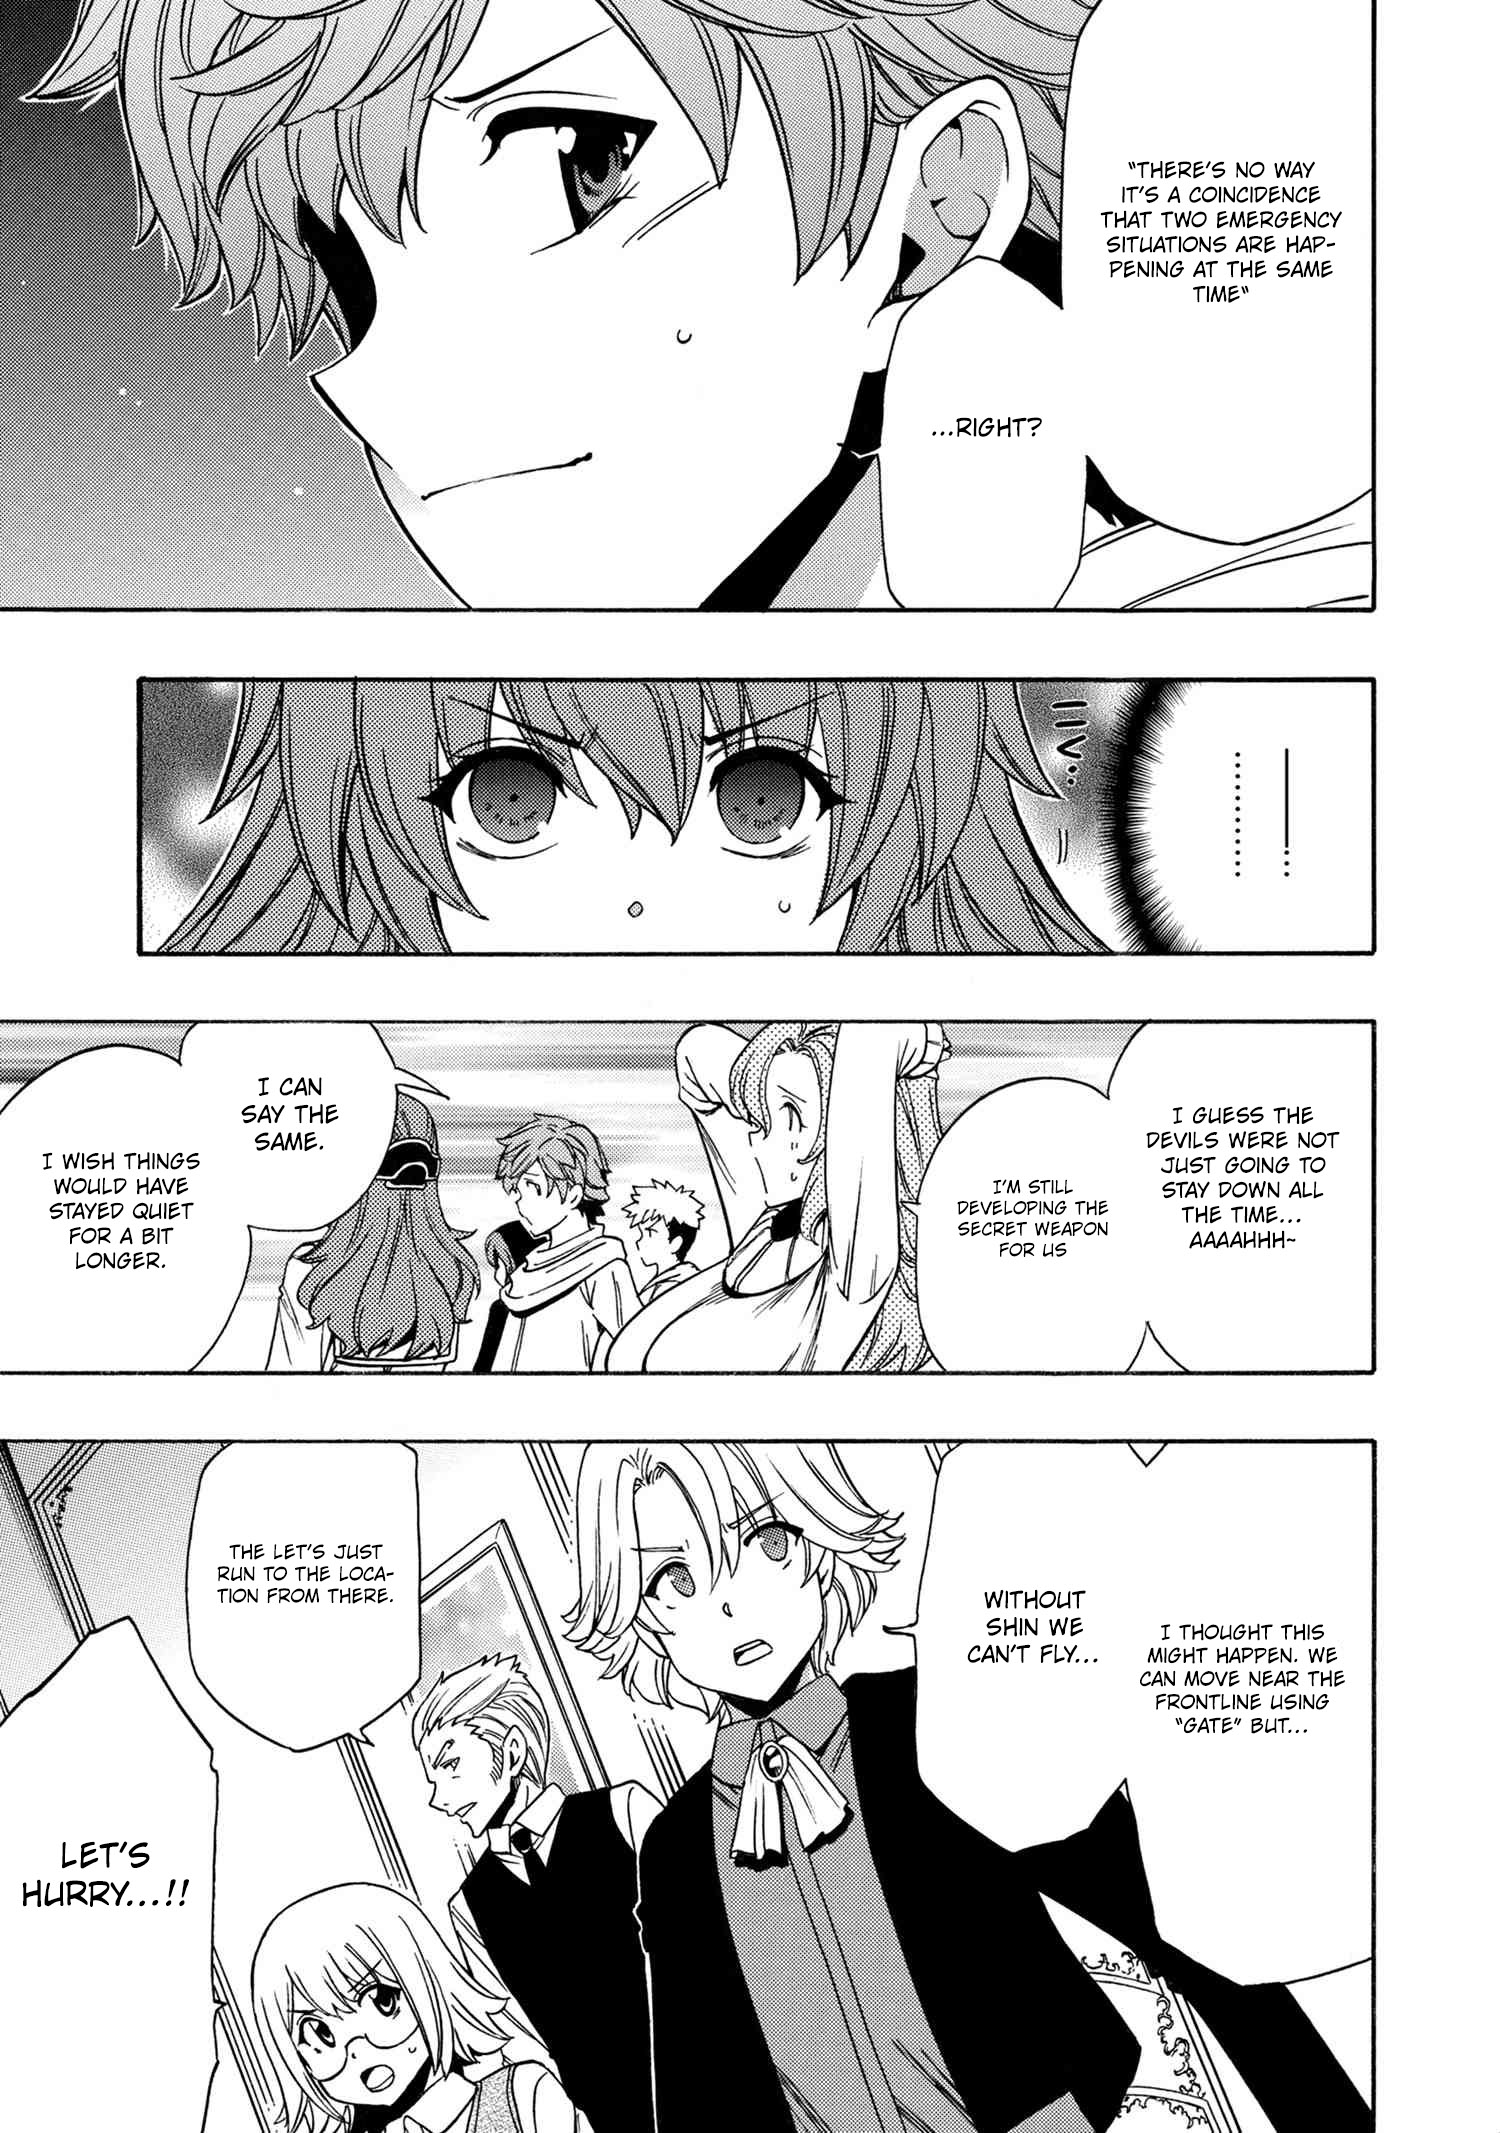 “THERE'S NO WAY
IT'S A COINCIDENCE
THAT TWO EMERGENCY
SITUATIONS ARE HAP-
PENING AT THE SAME
TIME“
...RIGHT?
ニヤ...
I GUESS THE
DEVILS WERE NOT
JUST GOING TO
STAY DOWN ALL
THE TIME...
AAAAHHH~
I'M STILL
DEVELOPING THE
SECRET WEAPON
FOR US
I CAN
SAY THE
SAME.
I WISH THINGS
WOULD HAVE
STAYED QUIET
FOR A BIT
LONGER.
I THOUGHT THIS
MIGHT HAPPEN. WE
CAN MOVE NEAR THE
FRONTLINE USING
“GATE” BUT...
WITHOUT
SHIN WE
CAN'T FLY...
THE LET'S JUST
RUN TO THE LOCA-
TION FROM THERE.
LET'S
HURRY...!!